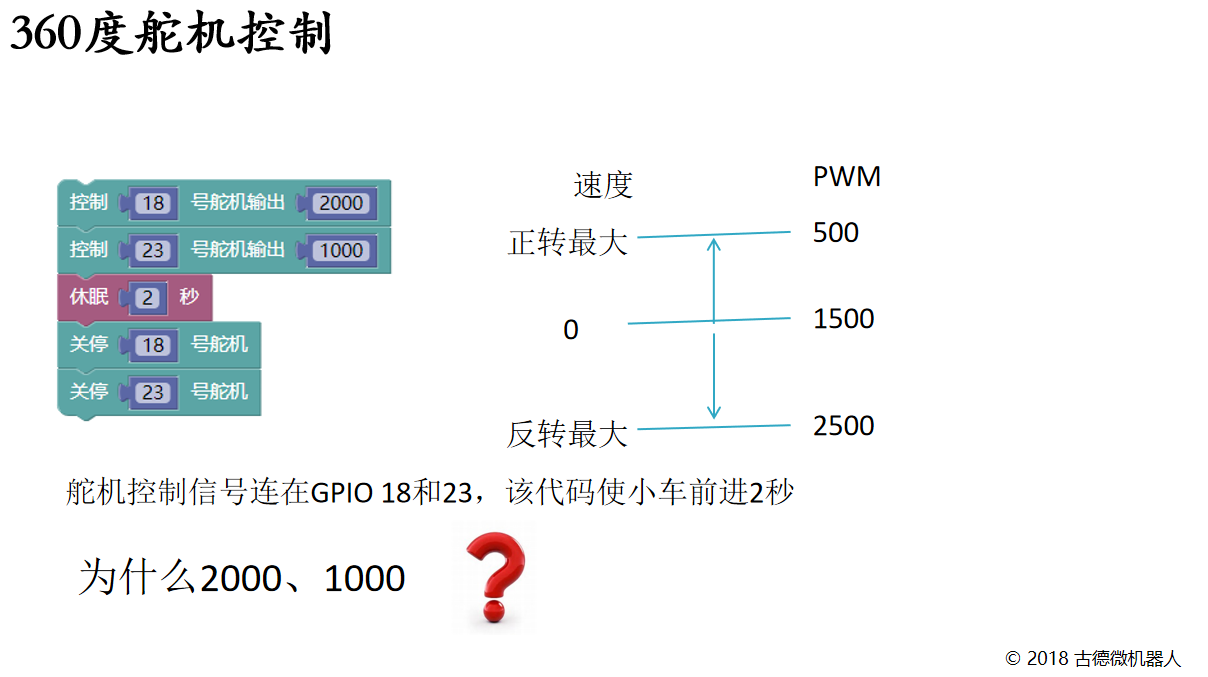 360度舵机控制
控制 18 号舵机输出 2000
控制 23 号舵机输出 1000
休眠 2 秒
关停 18 号舵机
关停 23 号舵机
速度 PWM
正转最大 500
0 1500
反转最大 2500
舵机控制信号连在GPIO 18和23，该代码使小车前进2秒
为什么2000、1000
© 2018 古德微机器人